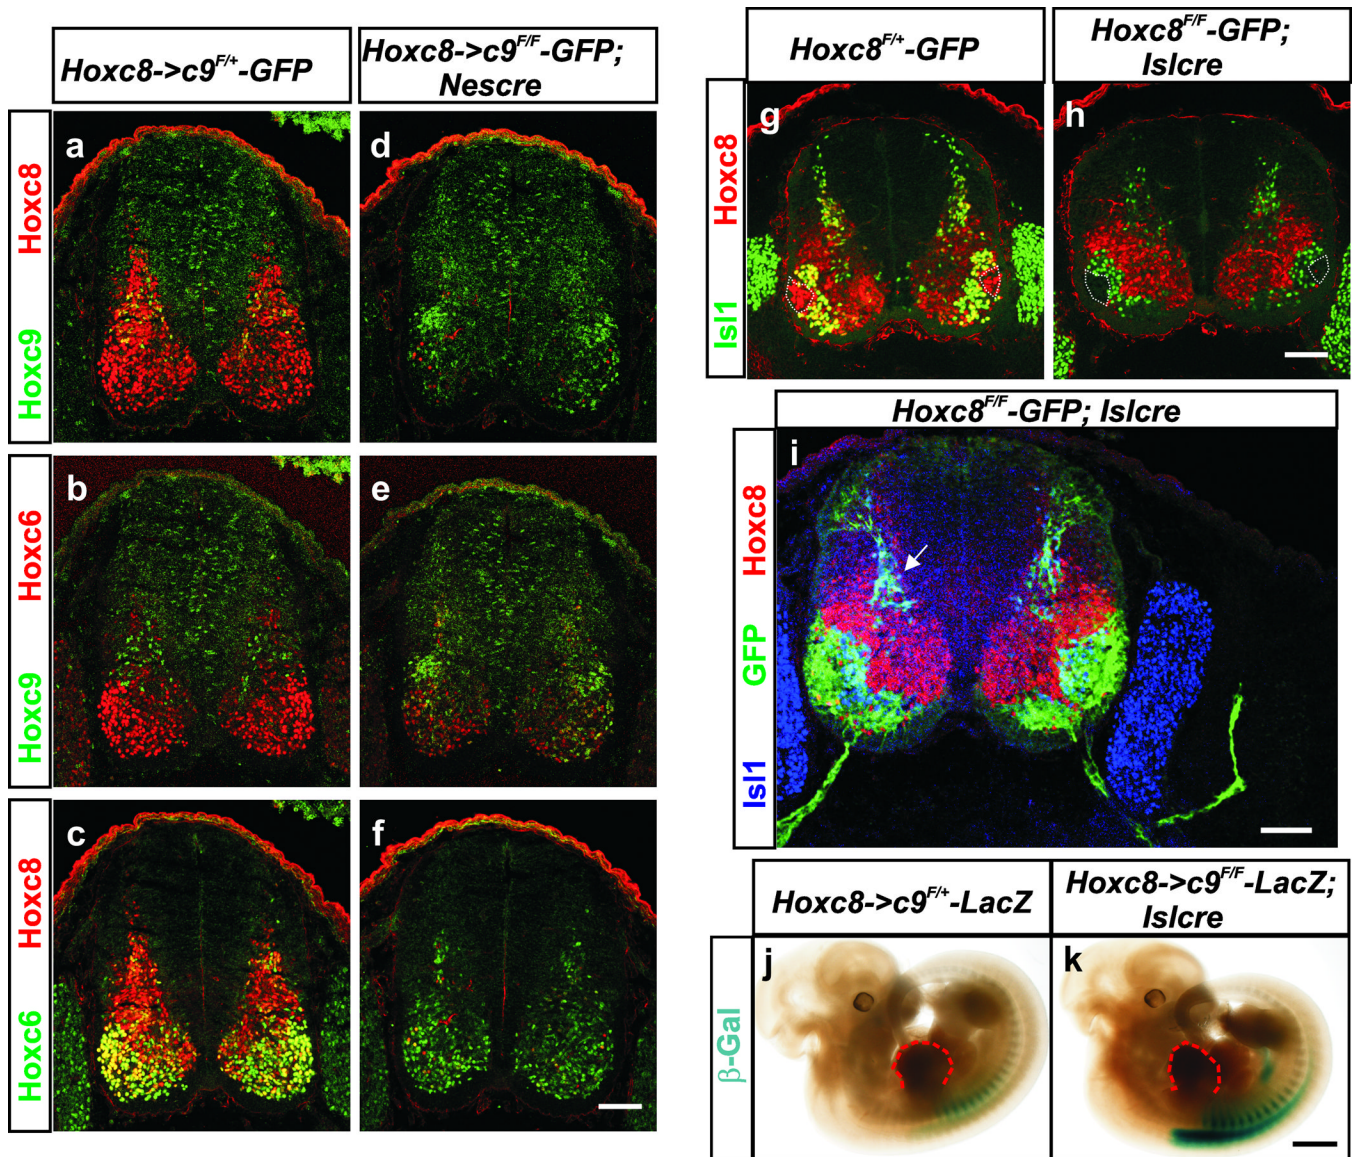 Hoxc8->c9F/+-GFP
Hoxc8->c9F/F-GFP;
Nescre
Hoxc9 Hoxc8
a
d
Hoxc9 Hoxc6
b
e
Hoxc6 Hoxc8
c
f
Hoxc8F/+-GFP
Hoxc8F/F-GFP;
Islcre
Isl1 Hoxc8
g
h
Hoxc8F/F-GFP; Islcre
Isl1 GFP Hoxc8
i
Hoxc8->c9F/+-LacZ
Hoxc8->c9F/F-LacZ;
Islcre
β-Gal
j
k